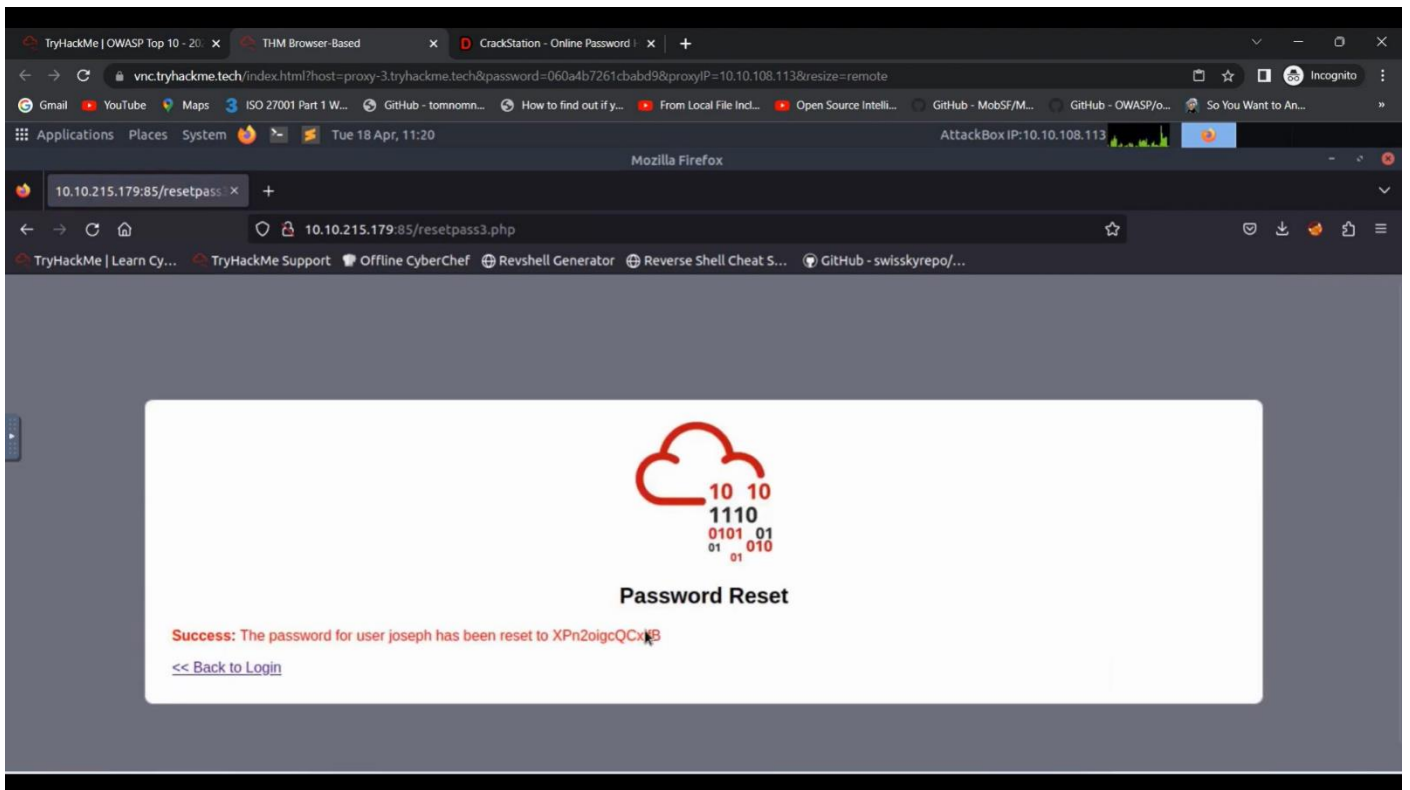 TryHackMe | OWASP Top 10 - 20
THM Browser-Based
CrackStation - Online Password
vnc.tryhackme.tech/index.html?host=proxy-3.tryhackme.tech&password=060a4b7261cbabd98&proxyIP=10.10.108.113&resize=remote
Incognito
Gmail YouTube Maps ISO 27001 Part 1 W... GitHub - tomnomn... How to find out if y... From Local File Incl... Open Source Intelli... GitHub - MobSF/M... GitHub - OWASP/o... So You Want to An... »
Applications Places System Tue 18 Apr, 11:20 AttackBox IP:10.10.108.113
Mozilla Firefox
10.10.215.179:85/resetpass3
10.10.215.179:85/resetpass3.php
TryHackMe | Learn Cy... TryHackMe Support Offline CyberChef Revshell Generator Reverse Shell Cheat S... GitHub - swisskyrepo/...
10 10
1110
0101 01
01 010
01
Password Reset
Success: The password for user joseph has been reset to
<< Back to Login